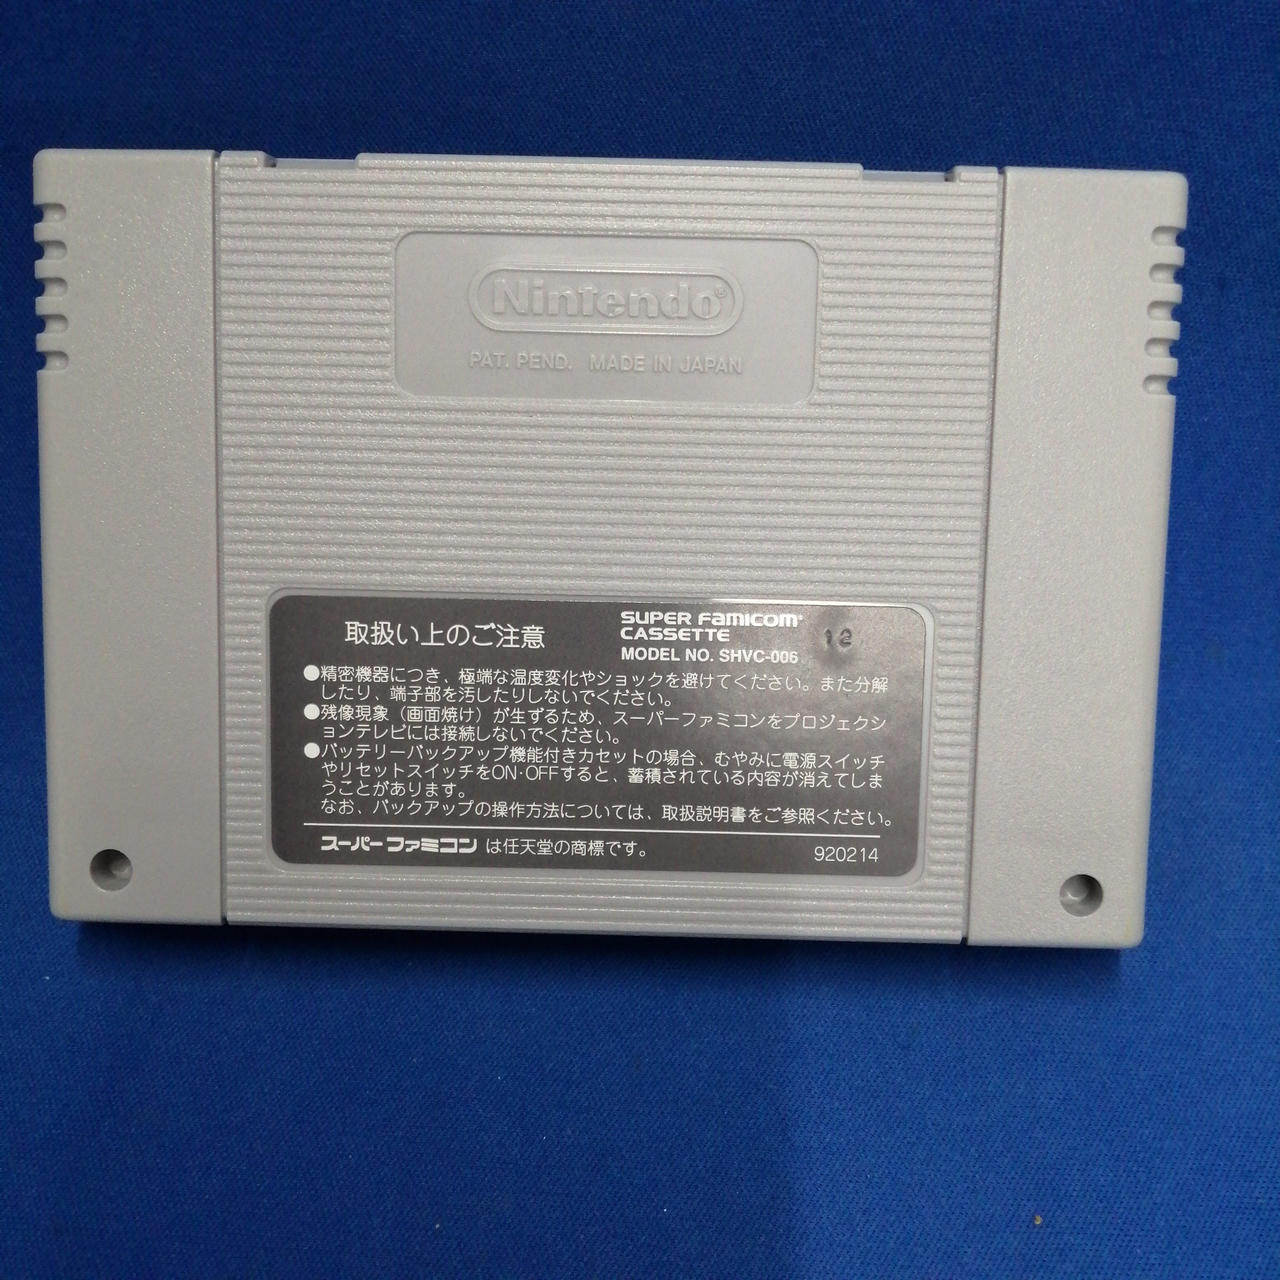 Nintendo®
PAT. PEND. MADE IN JAPAN
取扱い上のご注意
SUPER FAMICOM
CASSETTE
MODEL NO. SHVC-006
12
●精密機器につき、極端な温度変化やショックを避けてください。また分解
したり、端子部を汚したりしないでください。
●残像現象（画面焼け）が生ずるため、スーパーファミコンをプロジェクシ
ョンテレビには接続しないでください。
●バッテリーバックアップ機能付きカセットの場合、むやみに電源スイッチ
やリセットスイッチをON·OFFすると、蓄積されている内容が消えてしま
うことがあります。
なお、バックアップの操作方法については、取扱説明書をご参照ください。
スーパーファミコン は任天堂の商標です。
920214